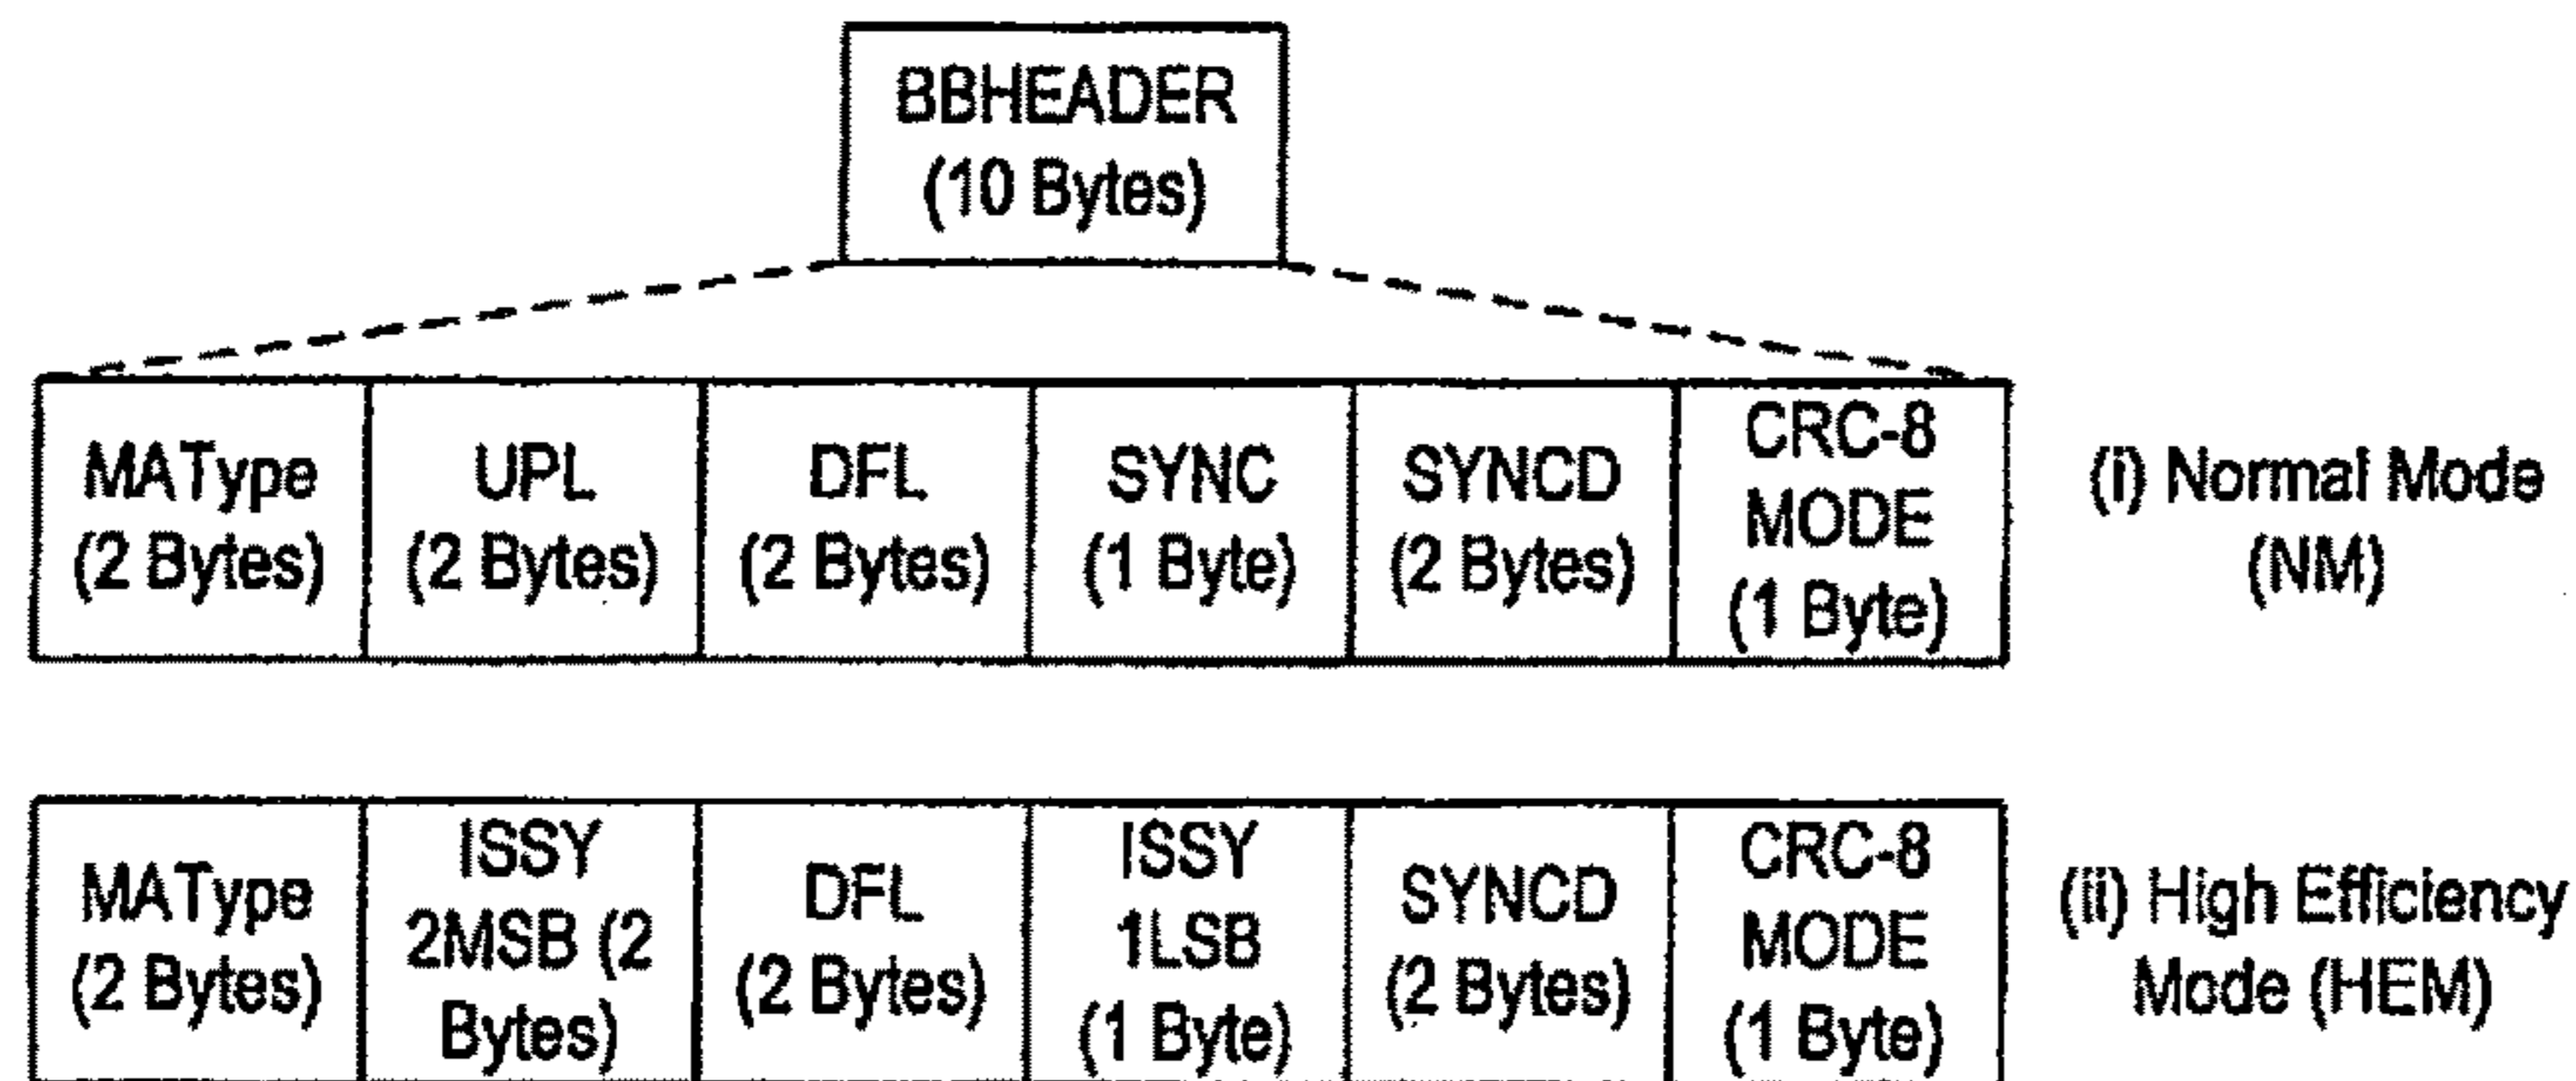 BBHEADER
(10 Bytes)
MAType
(2 Bytes)
UPL
(2 Bytes)
DFL
(2 Bytes)
SYNC
(1 Byte)
SYNCD
(2 Bytes)
CRC-8
MODE
(1 Byte)
(i) Normal Mode
(NM)
MAType
(2 Bytes)
ISSY
2MSB (2
Bytes)
DFL
(2 Bytes)
ISSY
1LSB
(1 Byte)
SYNCD
(2 Bytes)
CRC-8
MODE
(1 Byte)
(ii) High Efficiency
Mode (HEM)